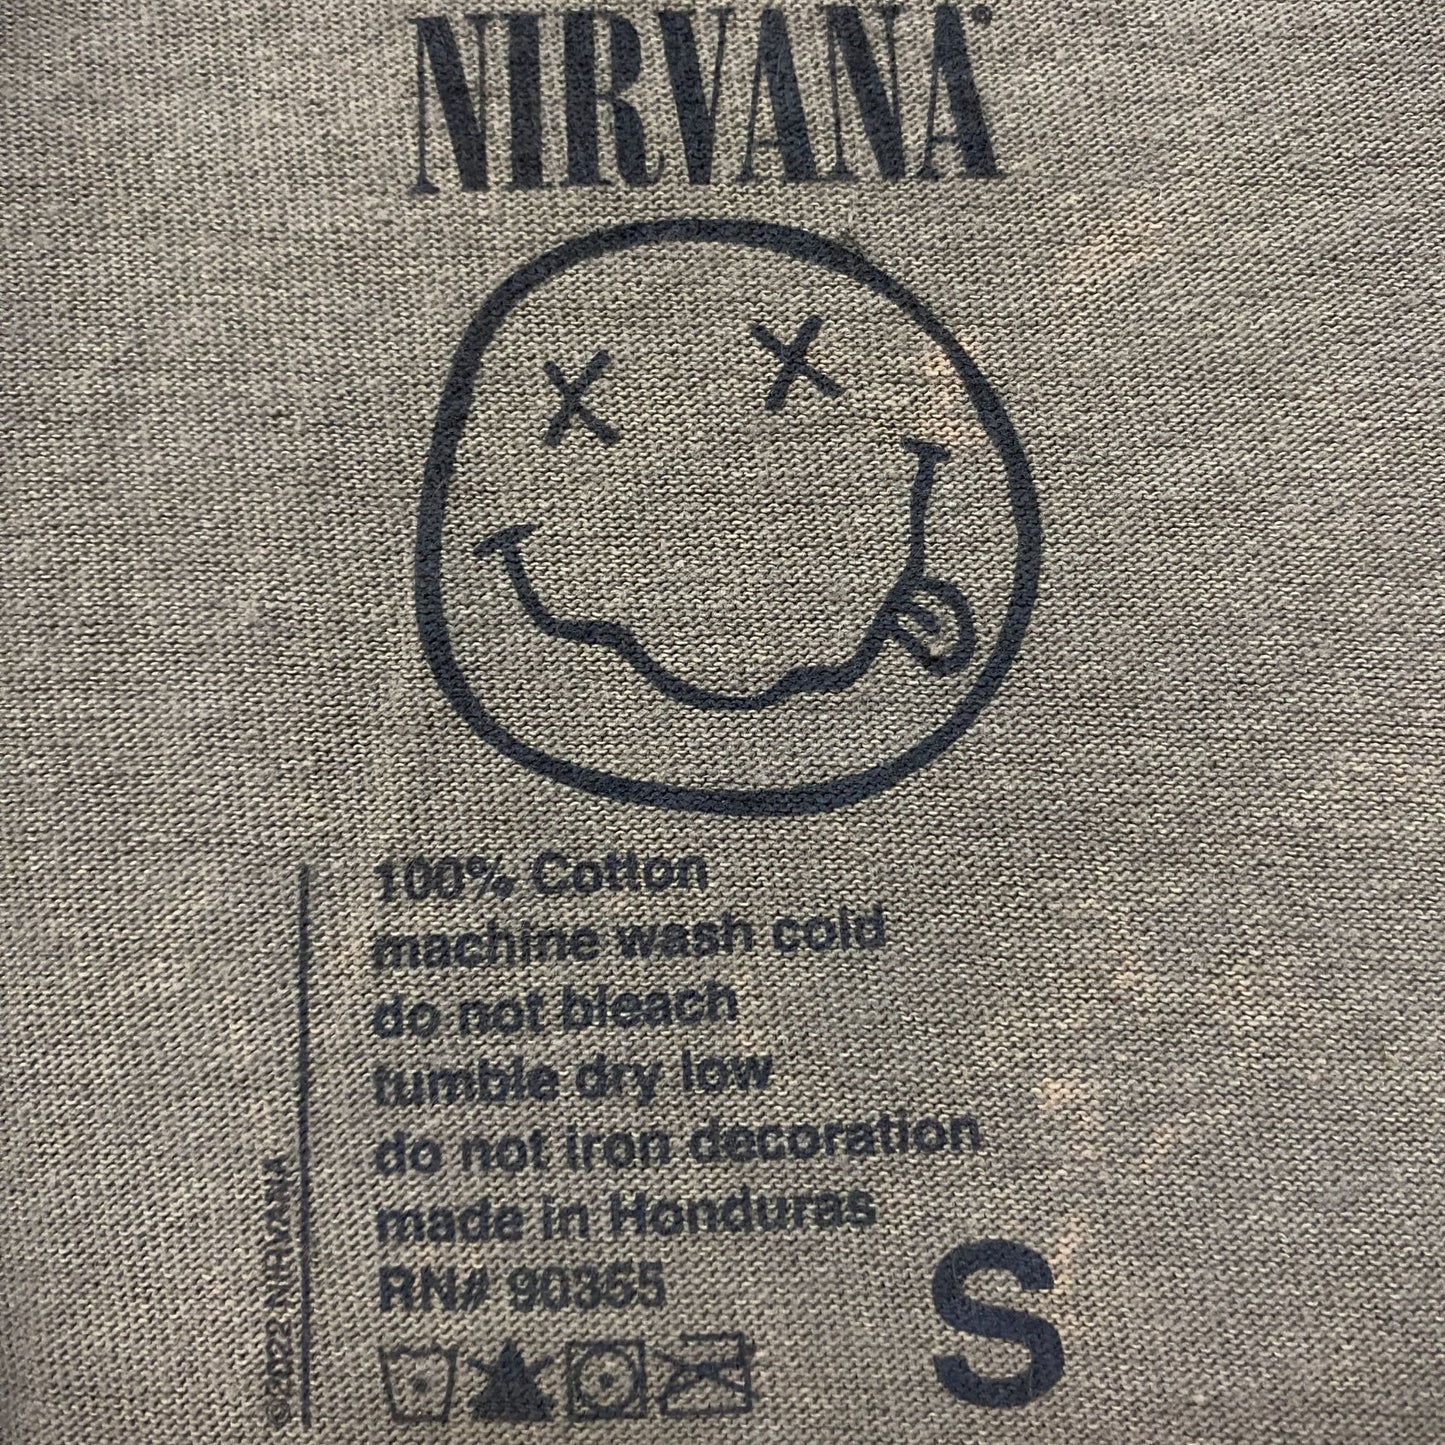 NIRVANA®
100% Cotton
machine wash cold
do not bleach
tumble dry low
do not iron decoration
made in Honduras
RN# 90355
S
©2022 NIRVANA